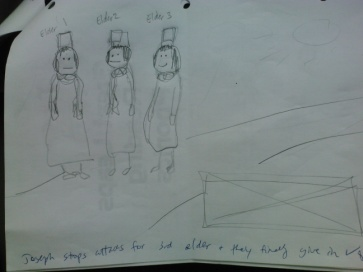 Elder 1 Elder 2 Elder 3
Joseph stops attacks for 3rd elder + they finally give in